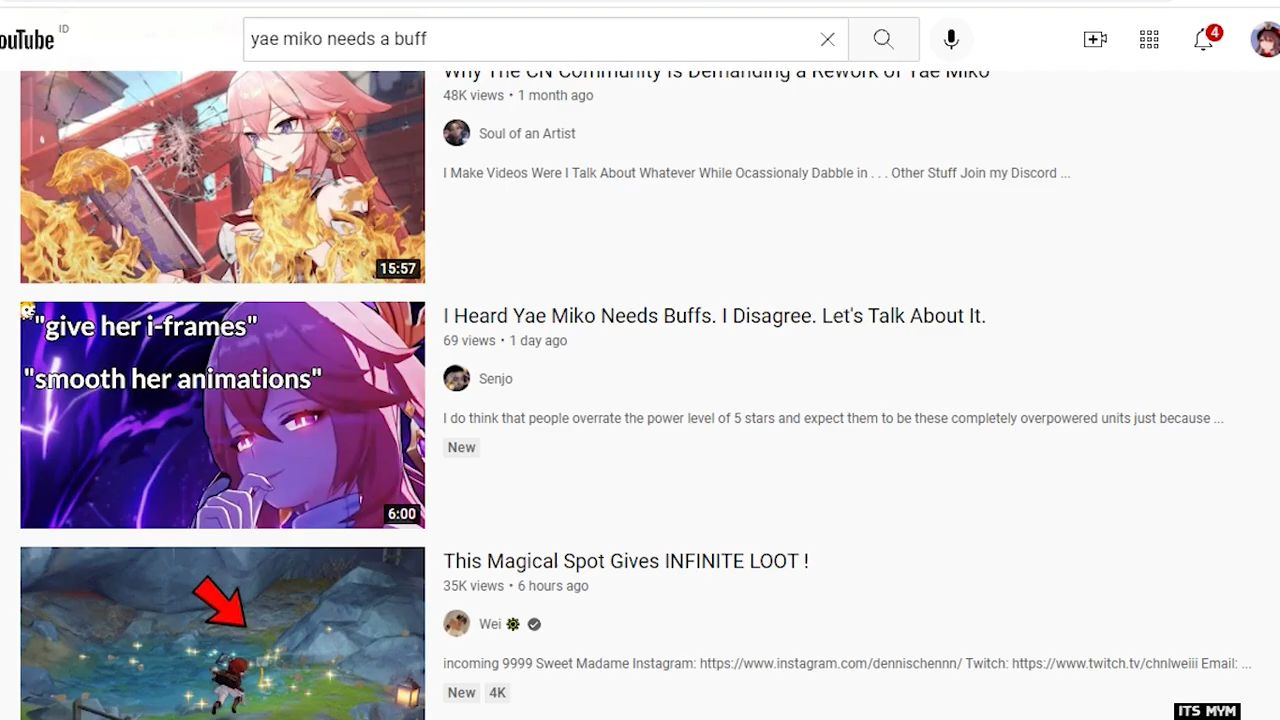 ouTube ID
yae miko needs a buff
4
Why The CN Community Is Demanding a Rework of Yae Miko
48K views • 1 month ago
Soul of an Artist
I Make Videos Were I Talk About Whatever While Ocassionaly Dabble in . . . Other Stuff Join my Discord ...
15:57
"give her i-frames"
"smooth her animations"
6:00
I Heard Yae Miko Needs Buffs. I Disagree. Let's Talk About It.
69 views • 1 day ago
Senjo
I do think that people overrate the power level of 5 stars and expect them to be these completely overpowered units just because ...
New
This Magical Spot Gives INFINITE LOOT !
35K views • 6 hours ago
Wei
incoming 9999 Sweet Madame Instagram: https://www.instagram.com/dennischennn/ Twitch: https://www.twitch.tv/chnlweiii Email: ...
New 4K
ITS MYM